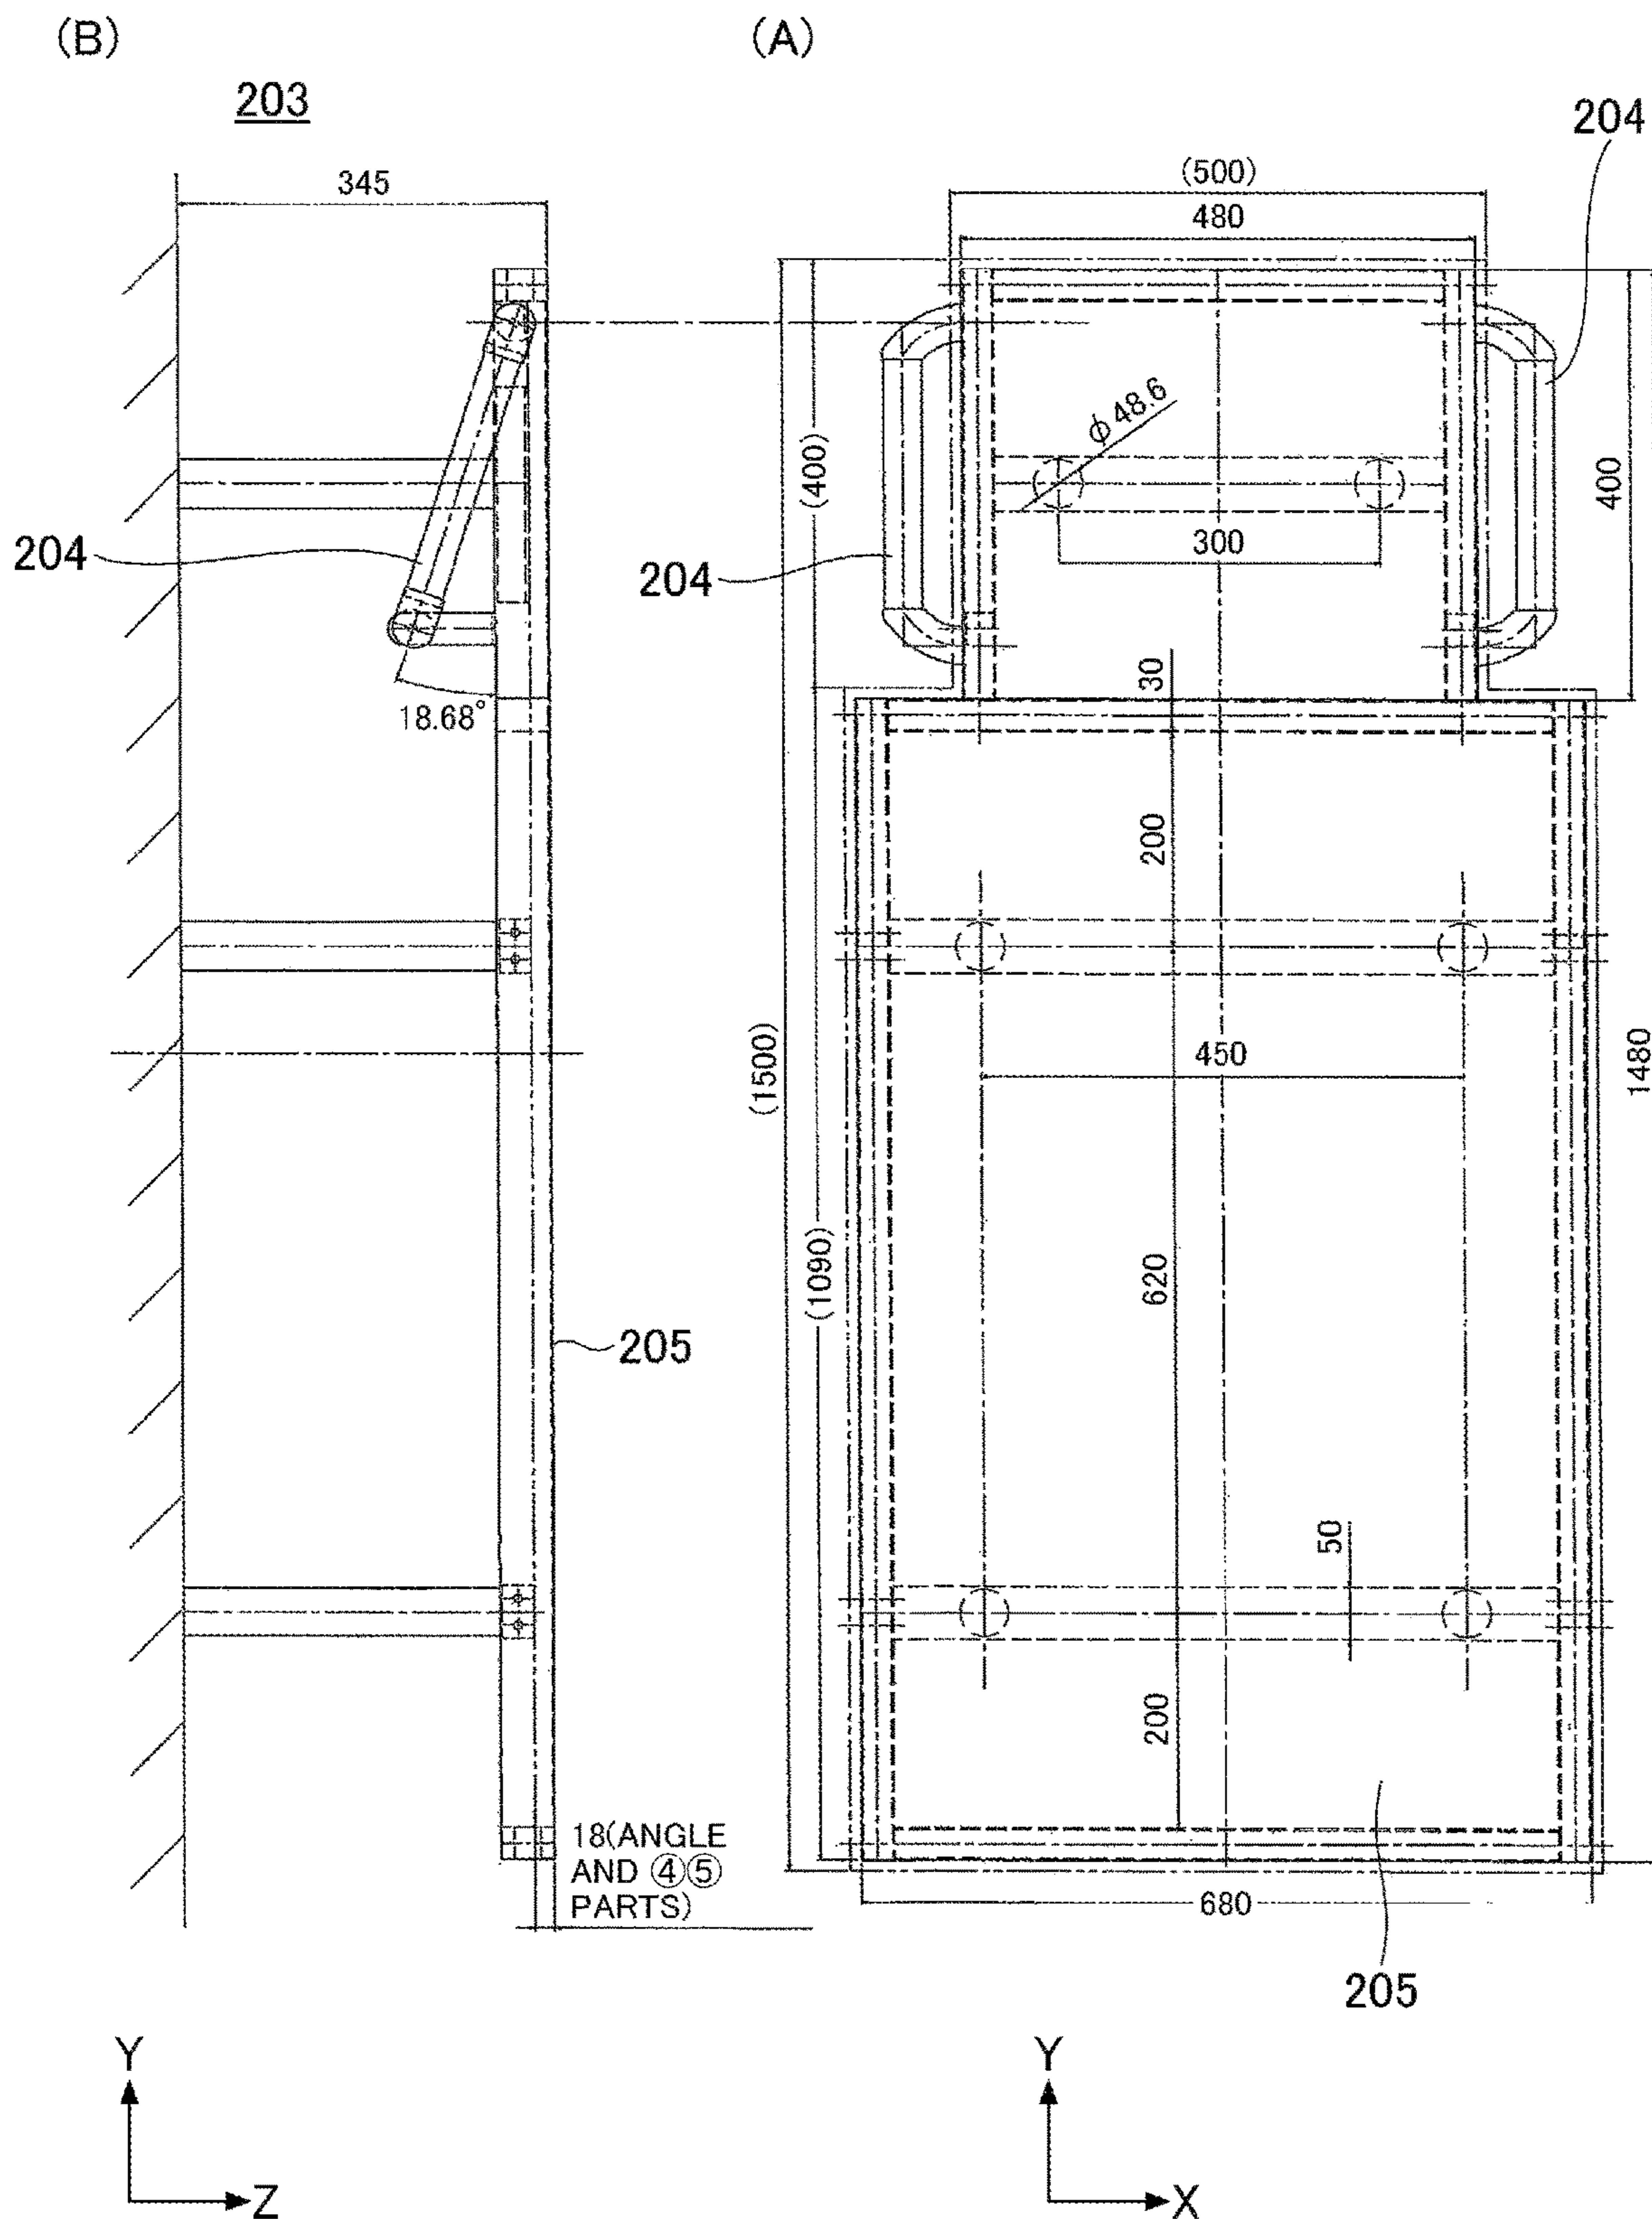 (B)
(A)
203
204
(500)
345
480
φ48.6
(400)
400
204
204
300
30
18.68°
200
(1500)
450
1480
(1090)
620
205
50
200
18(ANGLE
AND ④⑤
PARTS)
680
205
Y
Z
Y
X